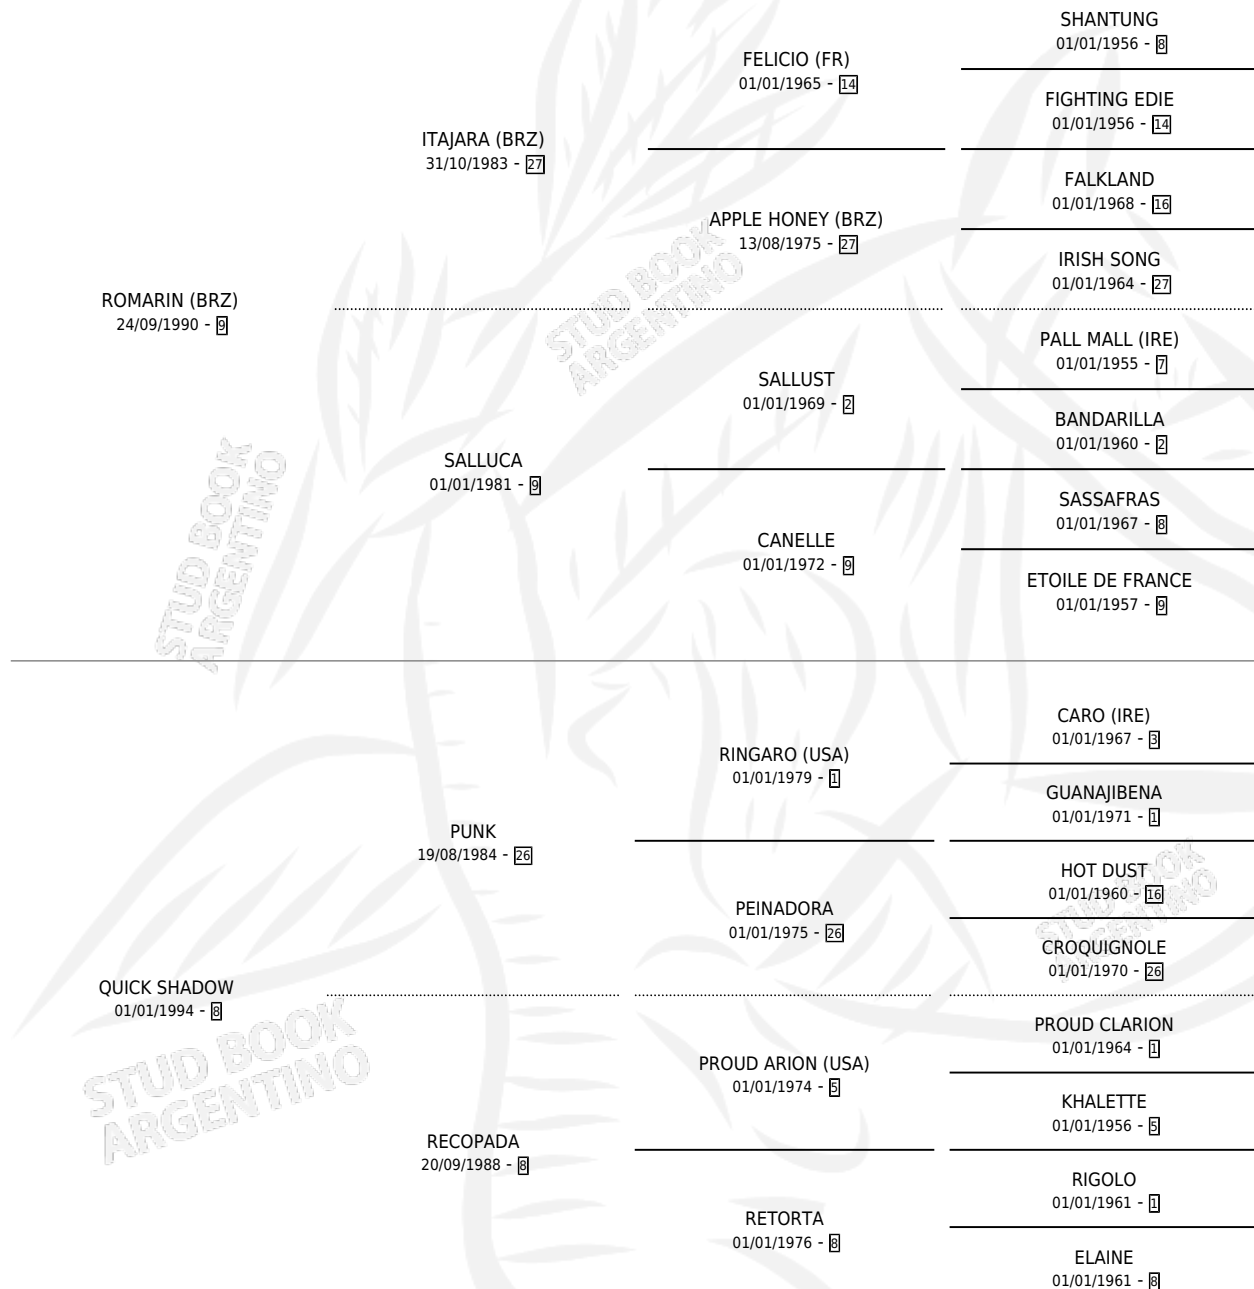 SHANTUNG
01/01/1956 - 8
FELICIO (FR)
01/01/1965 - 14
FIGHTING EDIE
01/01/1956 - 14
ITAJARA (BRZ)
31/10/1983 - 27
FALKLAND
01/01/1968 - 16
APPLE HONEY (BRZ)
13/08/1975 - 27
IRISH SONG
01/01/1964 - 27
ROMARIN (BRZ)
24/09/1990 - 9
PALL MALL (IRE)
01/01/1955 - 7
SALLUST
01/01/1969 - 2
BANDARILLA
01/01/1960 - 2
SALLUCA
01/01/1981 - 9
SASSAFRAS
01/01/1967 - 8
CANELLE
01/01/1972 - 9
ETOILE DE FRANCE
01/01/1957 - 9
CARO (IRE)
01/01/1967 - 3
RINGARO (USA)
01/01/1979 - 1
GUANAJIBENA
01/01/1971 - 1
PUNK
19/08/1984 - 26
HOT DUST
01/01/1960 - 16
PEINADORA
01/01/1975 - 26
CROQUIGNOLE
01/01/1970 - 26
QUICK SHADOW
01/01/1994 - 8
PROUD CLARION
01/01/1964 - 1
PROUD ARION (USA)
01/01/1974 - 5
KHALETTE
01/01/1956 - 5
RECOPADA
20/09/1988 - 8
RIGOLO
01/01/1961 - 1
RETORTA
01/01/1976 - 8
ELAINE
01/01/1961 - 8
STUD BOOK
ARGENTINO
STUD BOOK
ARGENTINO
STUD BOOK
ARGENTINO
STUD BOOK
ARGENTINO